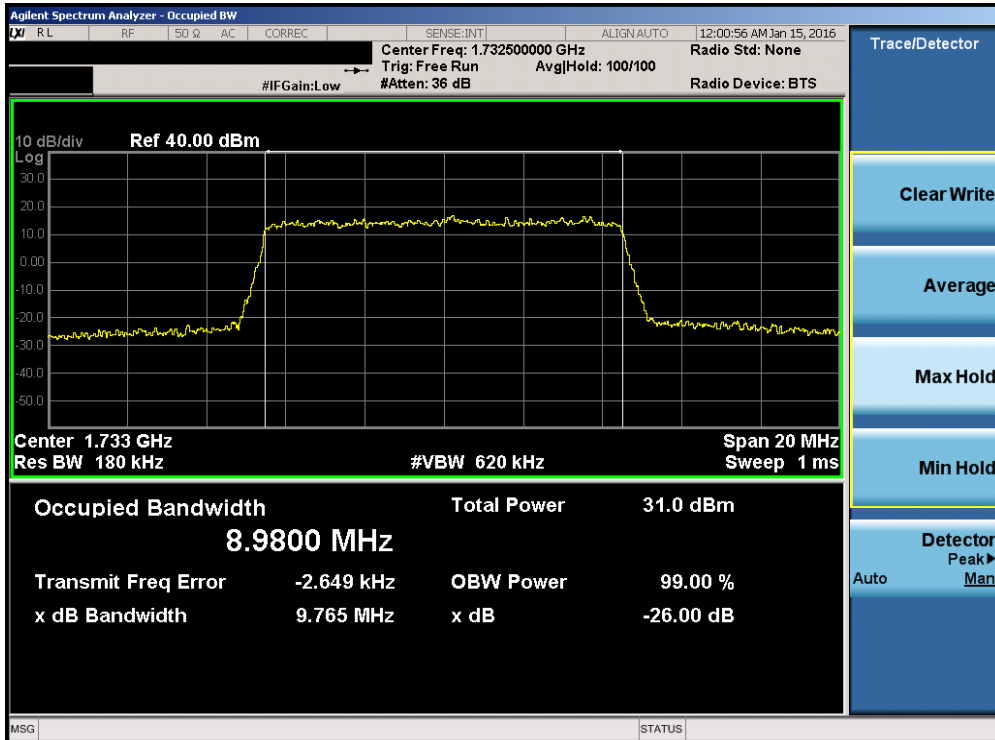 Agilent Spectrum Analyzer - Occupied BW
LXI RL RF 50 Ω AC CORREC SENSE:INT ALIGN AUTO 12:00:56 AM Jan 15, 2016
Center Freq: 1.732500000 GHz Radio Std: None
Trig: Free Run Avg|Hold: 100/100
#IFGain:Low #Atten: 36 dB Radio Device: BTS
10 dB/div Ref 40.00 dBm
Log
30.0
20.0
10.0
0.00
-10.0
-20.0
-30.0
-40.0
-50.0
Center 1.733 GHz Span 20 MHz
Res BW 180 kHz #VBW 620 kHz Sweep 1 ms
Occupied Bandwidth Total Power 31.0 dBm
8.9800 MHz
Transmit Freq Error -2.649 kHz OBW Power 99.00 %
x dB Bandwidth 9.765 MHz x dB -26.00 dB
MSG STATUS
Trace/Detector
Clear Write
Average
Max Hold
Min Hold
Detector
Peak▶
Auto Man